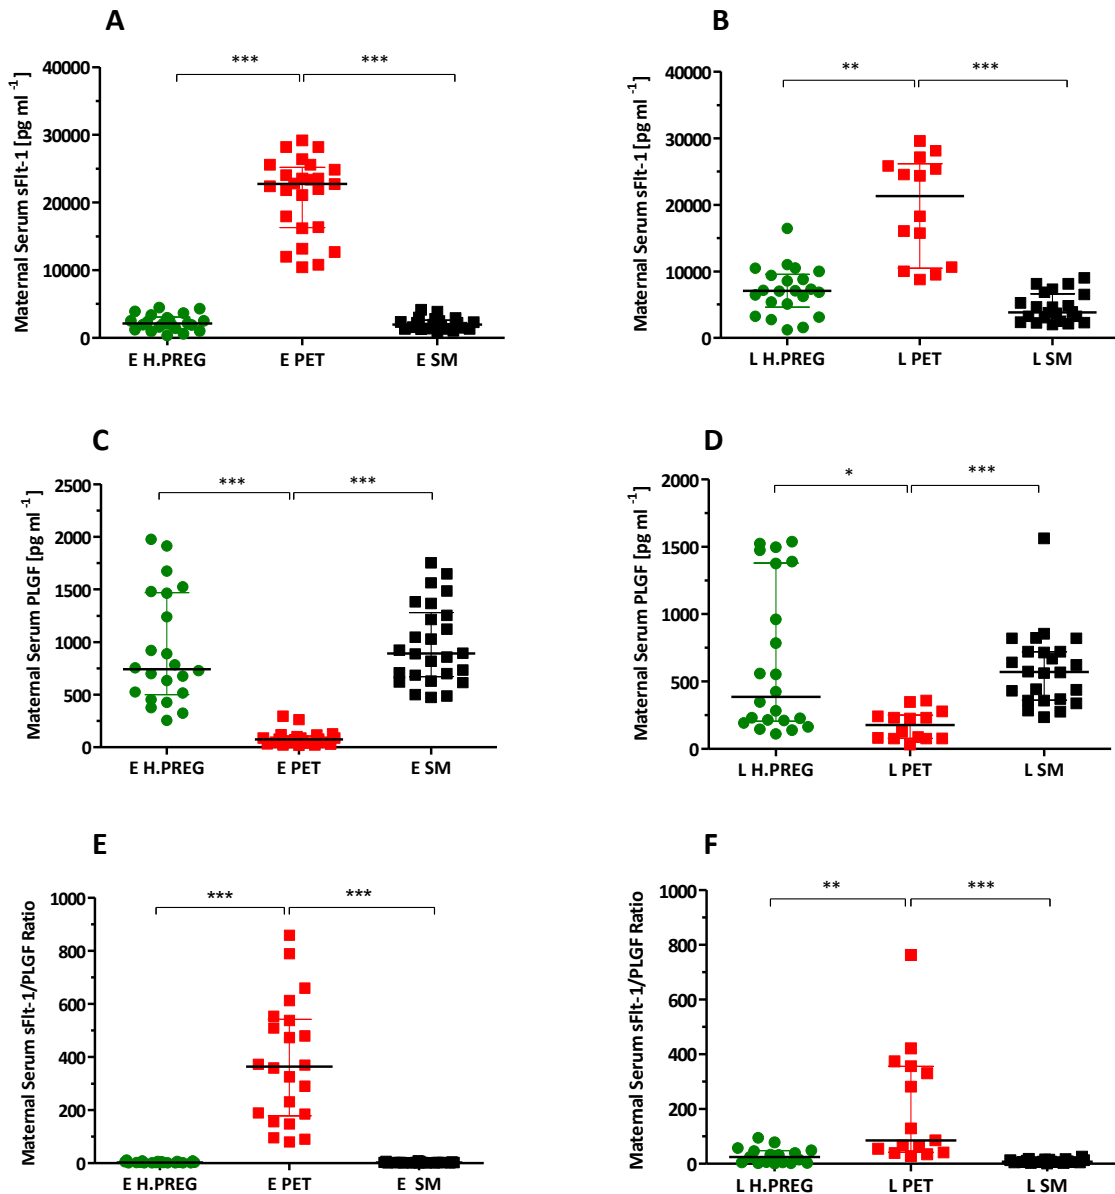 A
Maternal Serum sFlt-1 [pg ml -1]
40000
30000
20000
10000
0
*** ***
E H.PREG E PET E SM
B
Maternal Serum sFlt-1 [pg ml -1]
40000
30000
20000
10000
0
** ***
L H.PREG L PET L SM
C
Maternal Serum PLGF [pg ml -1]
2500
2000
1500
1000
500
0
*** ***
E H.PREG E PET E SM
D
Maternal Serum PLGF [pg ml -1]
2000
1500
1000
500
0
* ***
L H.PREG L PET L SM
E
Maternal Serum sFlt-1/PLGF Ratio
1000
800
600
400
200
0
*** ***
E H.PREG E PET E SM
F
Maternal Serum sFlt-1/PLGF Ratio
1000
800
600
400
200
0
** ***
L H.PREG L PET L SM